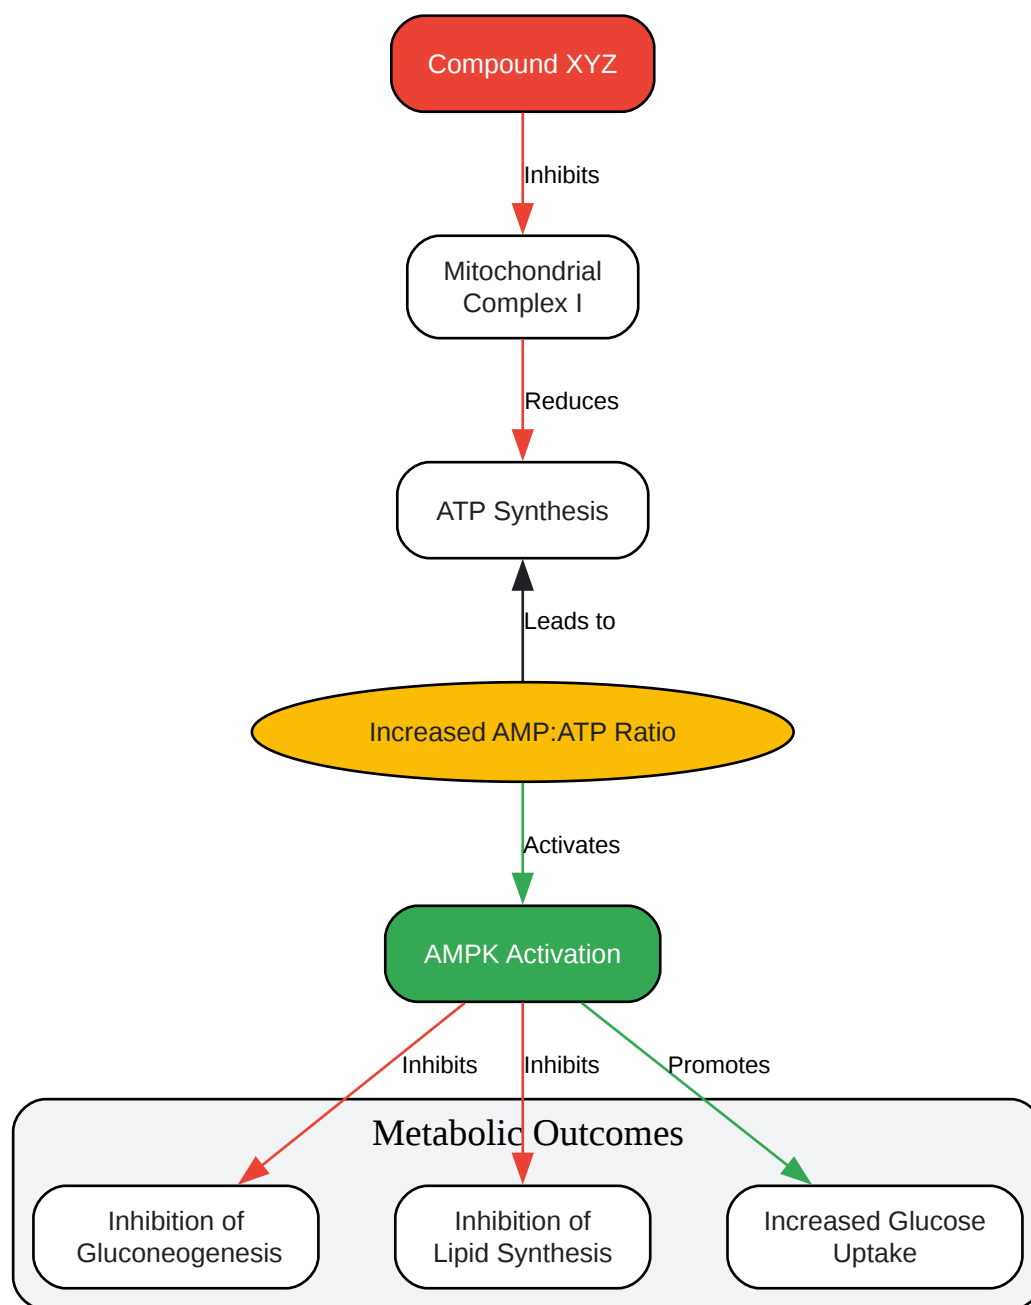 Compound XYZ
Inhibits
Mitochondrial
Complex I
Reduces
ATP Synthesis
Leads to
Increased AMP:ATP Ratio
Activates
AMPK Activation
Inhibits
Inhibits
Promotes
Metabolic Outcomes
Inhibition of
Gluconeogenesis
Inhibition of
Lipid Synthesis
Increased Glucose
Uptake